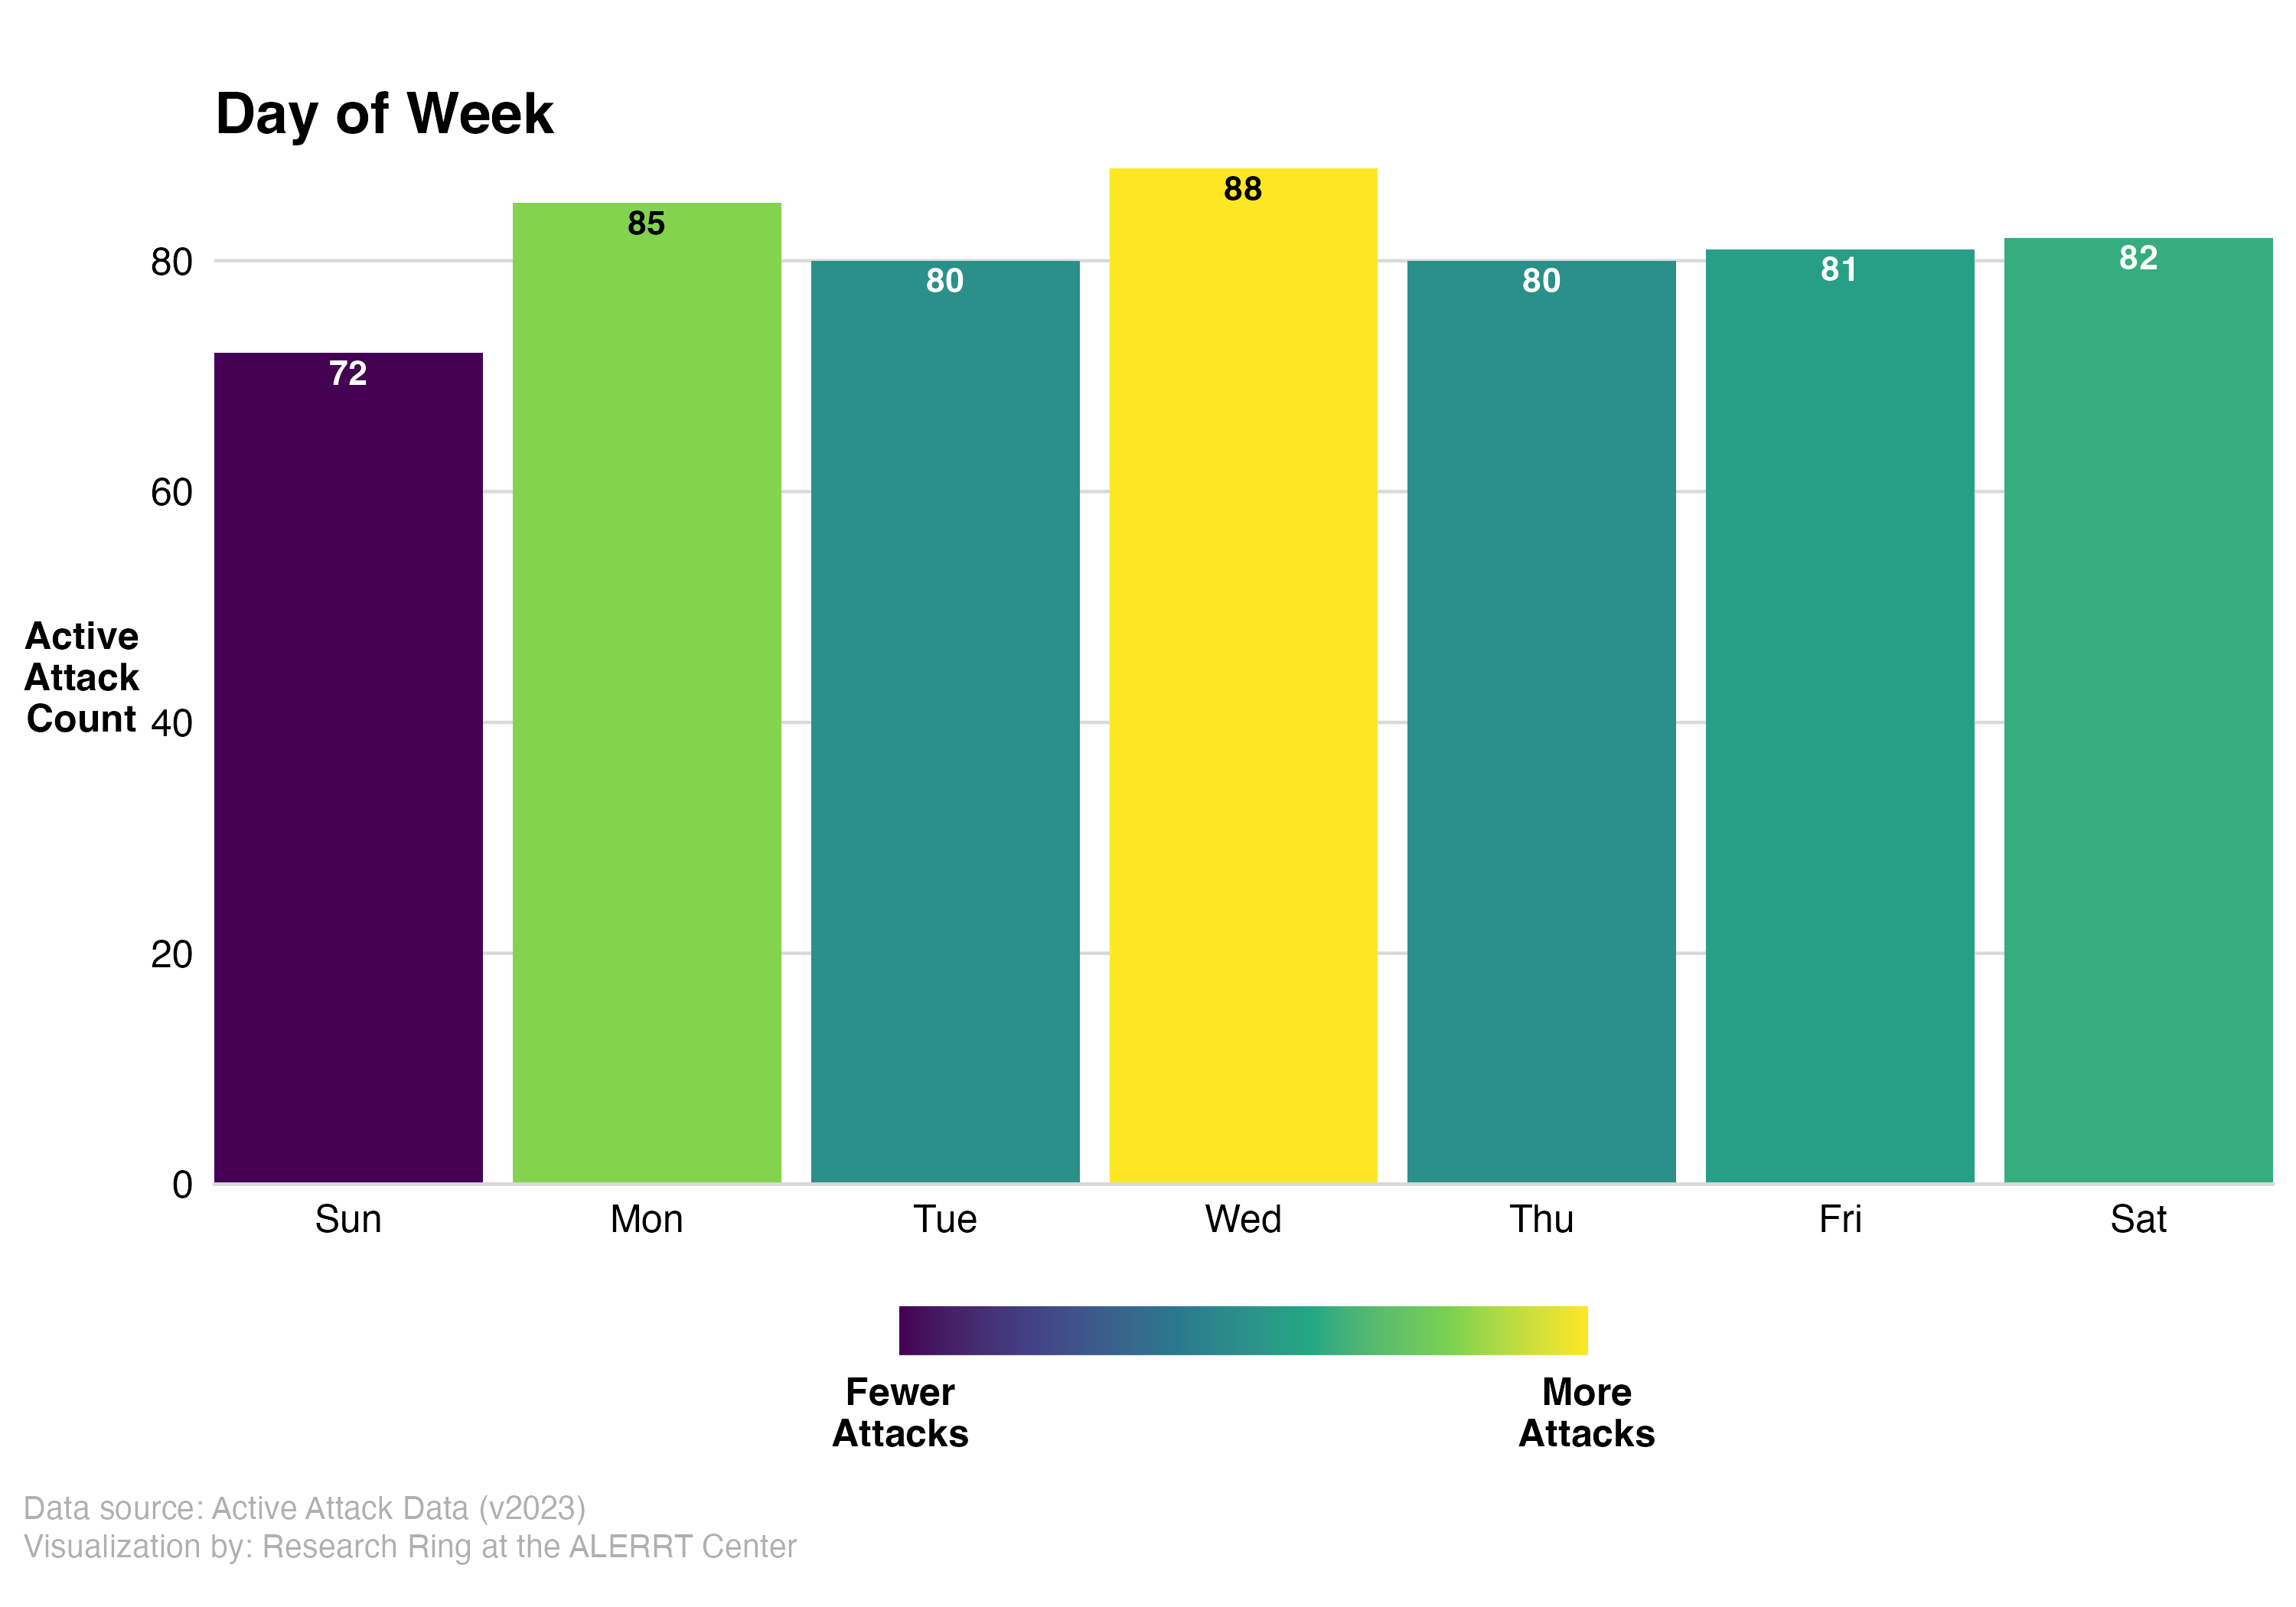 Day of Week
88
85
80
80
80
81
82
72
60
Active
Attack
Count
40
20
0
Sun
Mon
Tue
Wed
Thu
Fri
Sat
Fewer
Attacks
More
Attacks
Data source: Active Attack Data (v2023)
Visualization by: Research Ring at the ALERRT Center